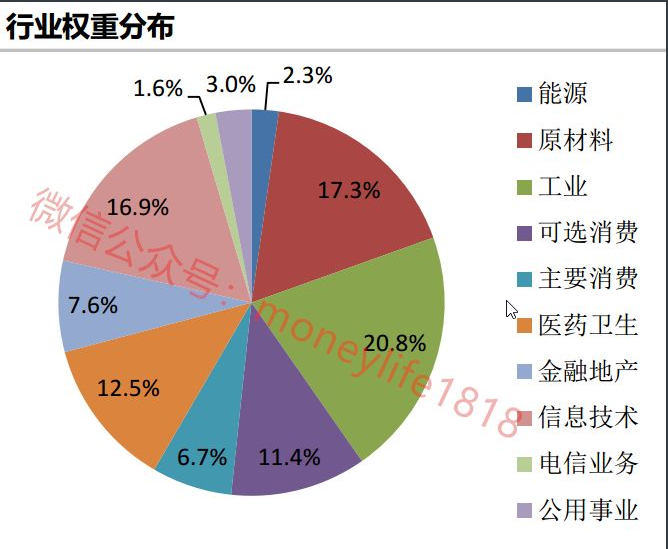 行业权重分布
1.6%
3.0%
2.3%
17.3%
16.9%
7.6%
20.8%
12.5%
6.7%
11.4%
能源
原材料
工业
可选消费
主要消费
医药卫生
金融地产
信息技术
电信业务
公用事业
微信公众号：moneylife1818